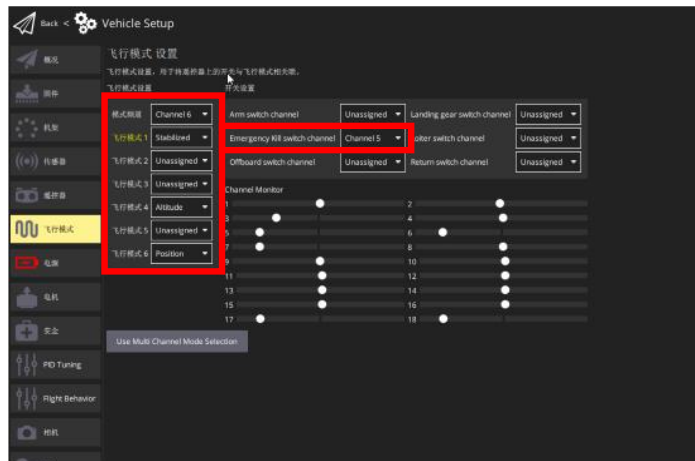 Back < Vehicle Setup
概况
固件
机架
传感器
遥控器
飞行模式
电源
电机
安全
PID Tuning
Flight Behavior
相机
飞行模式 设置
飞行模式设置,用于将遥控器上的开关与飞行模式相关联。
飞行模式设置
模式频道 Channel 6
飞行模式 1 Stabilized
飞行模式 2 Unassigned
飞行模式 3 Unassigned
飞行模式 4 Altitude
飞行模式 5 Unassigned
飞行模式 6 Position
Use Multi Channel Mode Selection
开关设置
Arm switch channel Unassigned Landing gear switch channel Unassigned
Emergency Kill switch channel Channel 5 oiter switch channel Unassigned
Offboard switch channel Unassigned Return switch channel Unassigned
Channel Monitor
1 2
3 4
5 6
7 8
9 10
11 12
13 14
15 16
17 18